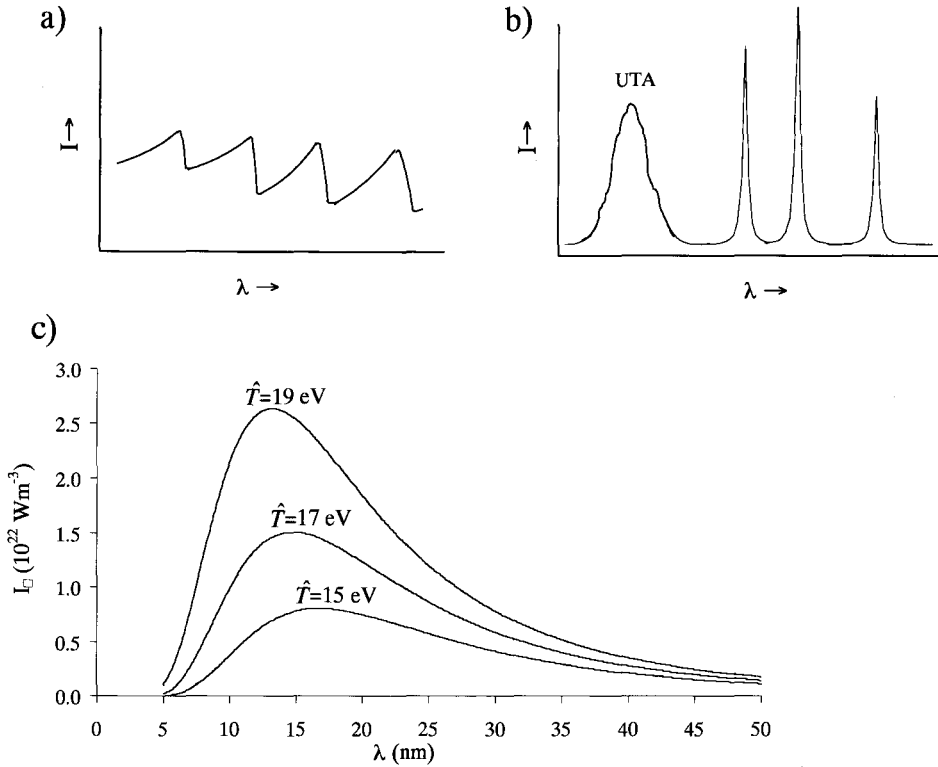 a)
I→
λ →
b)
UTA
I→
λ →
c)
I□ (10²² Wm⁻³)
3.0
2.5
2.0
1.5
1.0
0.5
0.0
T̂=19 eV
T̂=17 eV
T̂=15 eV
0 5 10 15 20 25 30 35 40 45 50
λ (nm)